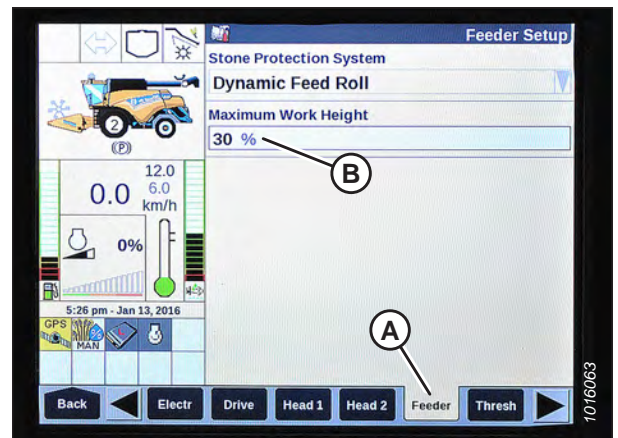 Feeder Setup
Stone Protection System
Dynamic Feed Roll
Maximum Work Height
30 %
B
2
(P)
12.0
0.0 6.0
km/h
0%
F
5:26 pm - Jan 13, 2016
GPS
MAN
A
Back Electr Drive Head 1 Head 2 Feeder Thresh
1016063